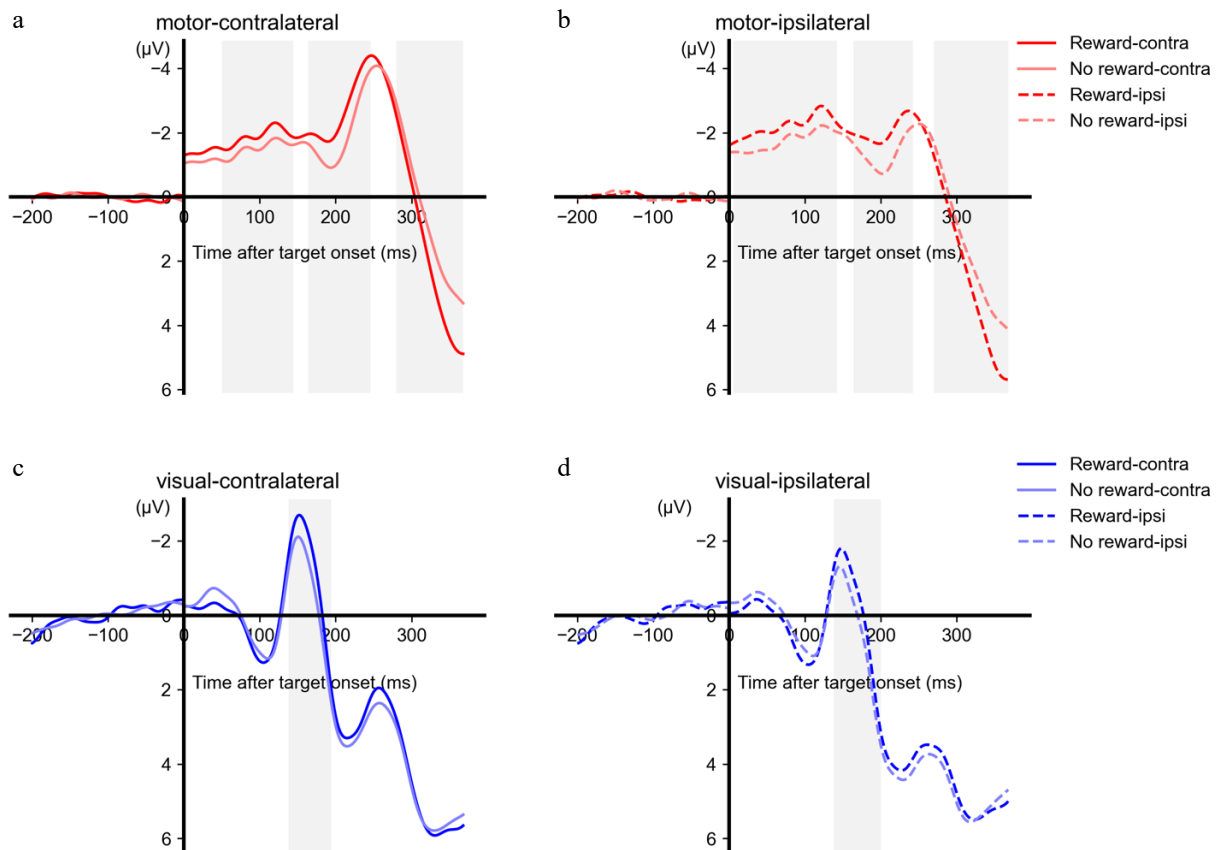 a
motor-contralateral
(µV)
−4
−2
0
2
4
6
−200
−100
0
100
200
300
Time after target onset (ms)
b
motor-ipsilateral
(µV)
−4
−2
0
2
4
6
−200
−100
0
100
200
300
Time after target onset (ms)
Reward-contra
No reward-contra
Reward-ipsi
No reward-ipsi
c
visual-contralateral
(µV)
−2
0
2
4
6
−200
−100
0
100
200
300
Time after target onset (ms)
d
visual-ipsilateral
(µV)
−2
0
2
4
6
−200
−100
0
100
200
300
Time after target onset (ms)
Reward-contra
No reward-contra
Reward-ipsi
No reward-ipsi